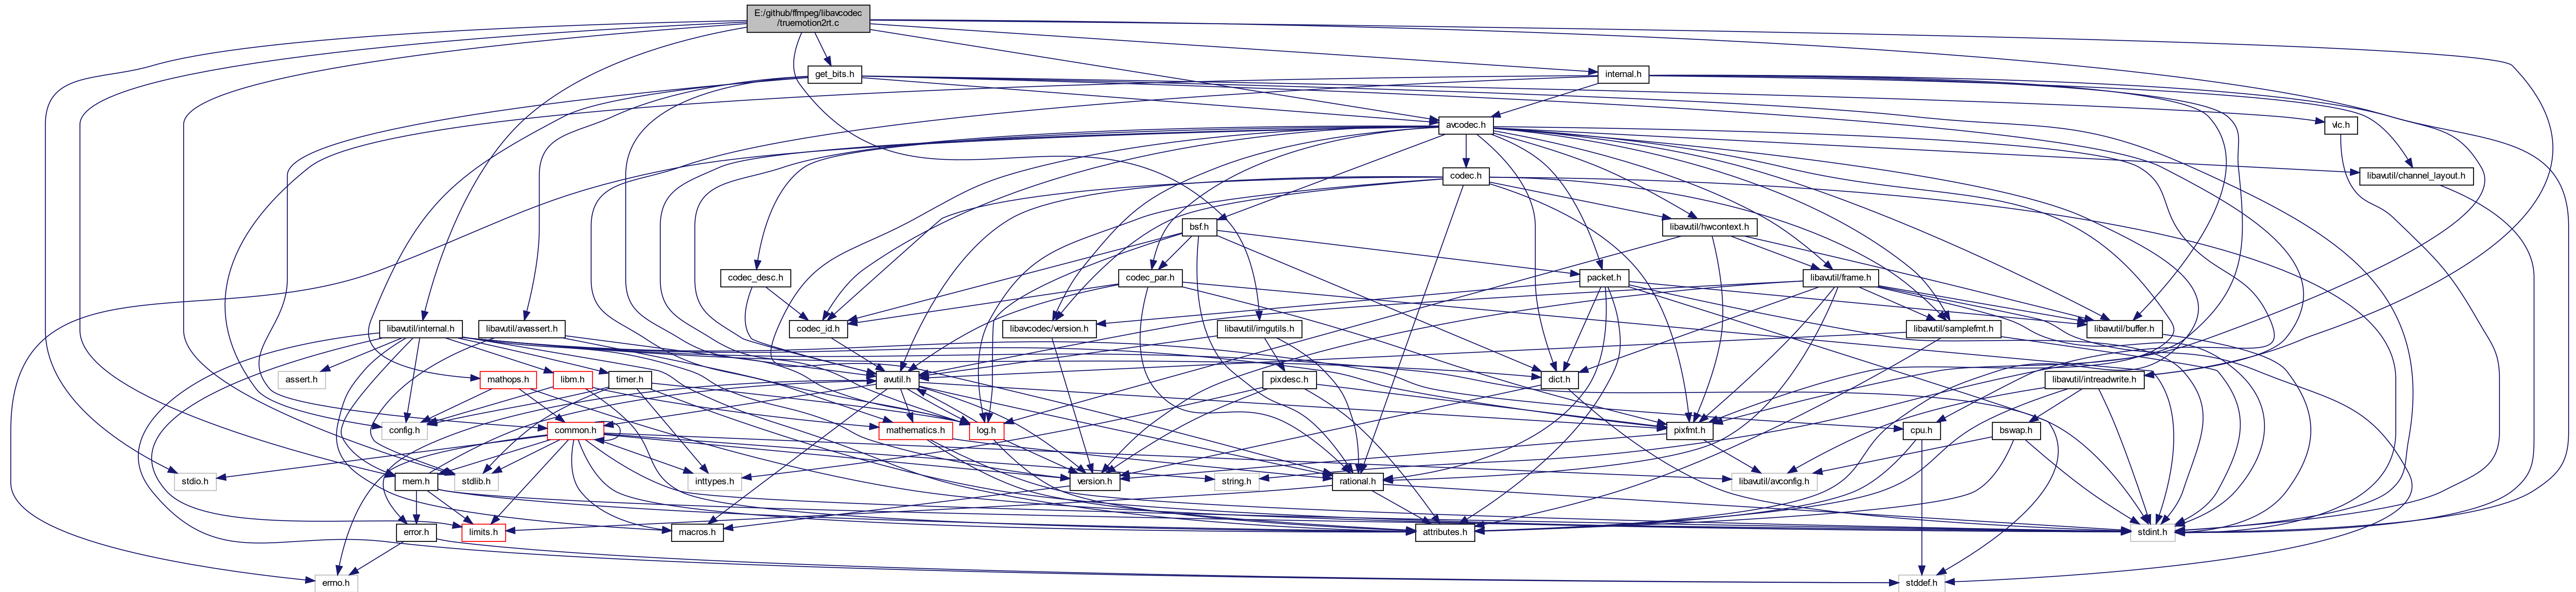 E:/github/ffmpeg/libavcodec
/truemotion2rt.c
get_bits.h
internal.h
avcodec.h
vlc.h
codec.h
libavutil/channel_layout.h
bsf.h
libavutil/hwcontext.h
codec_desc.h
codec_par.h
packet.h
libavutil/frame.h
libavutil/internal.h
libavutil/avassert.h
codec_id.h
libavcodec/version.h
libavutil/imgutils.h
libavutil/samplefmt.h
libavutil/buffer.h
assert.h
mathops.h
libm.h
timer.h
avutil.h
pixdesc.h
dict.h
libavutil/intreadwrite.h
config.h
common.h
mathematics.h
log.h
pixfmt.h
cpu.h
bswap.h
stdio.h
mem.h
stdlib.h
inttypes.h
version.h
string.h
rational.h
libavutil/avconfig.h
error.h
limits.h
macros.h
attributes.h
stdint.h
errno.h
stddef.h